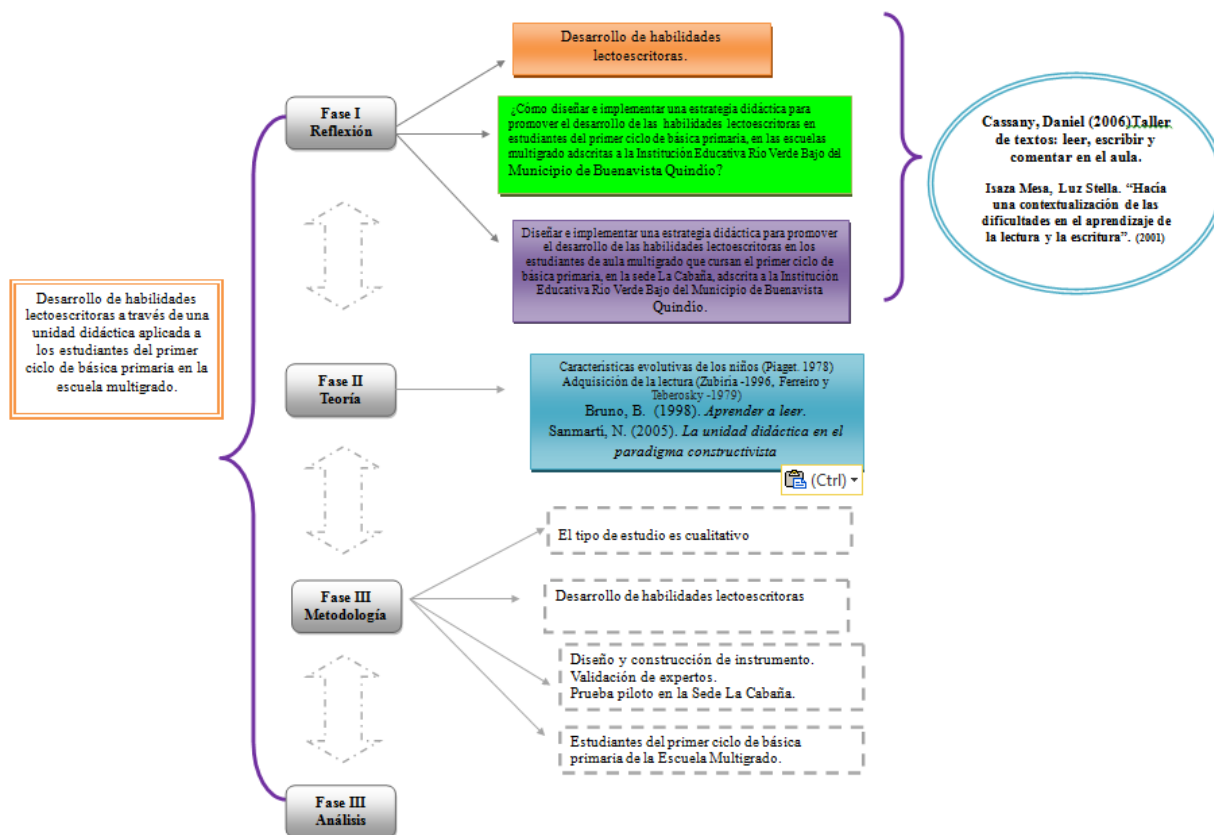 Desarrollo de habilidades
lectoescritoras a través de una
unidad didáctica aplicada a
los estudiantes del primer
ciclo de básica primaria en la
escuela multigrado.
Fase I
Reflexión
Desarrollo de habilidades
lectoescritoras.
¿Cómo diseñar e implementar una estrategia didáctica para
promover el desarrollo de las habilidades lectoescritoras en
estudiantes del primer ciclo de básica primaria, en las escuelas
multigrado adscritas a la Institución Educativa Río Verde Bajo del
Municipio de Buenavista Quindío?
Diseñar e implementar una estrategia didáctica para promover
el desarrollo de las habilidades lectoescritoras en los
estudiantes de aula multigrado que cursan el primer ciclo de
básica primaria, en la sede La Cabaña, adscrita a la Institución
Educativa Río Verde Bajo del Municipio de Buenavista
Quindío.
Cassany, Daniel (2006)Taller
de textos: leer, escribir y
comentar en el aula.
Isaza Mesa, Luz Stella. “Hacia
una contextualización de las
dificultades en el aprendizaje de
la lectura y la escritura”. (2001)
Fase II
Teoría
Características evolutivas de los niños (Piaget. 1978)
Adquisición de la lectura (Zubiría -1996, Ferreiro y
Teberosky -1979)
Bruno, B. (1998). Aprender a leer.
Sanmartí, N. (2005). La unidad didáctica en el
paradigma constructivista
(Ctrl)
Fase III
Metodología
El tipo de estudio es cualitativo
Desarrollo de habilidades lectoescritoras
Diseño y construcción de instrumento.
Validación de expertos.
Prueba piloto en la Sede La Cabaña.
Estudiantes del primer ciclo de básica
primaria de la Escuela Multigrado.
Fase III
Análisis